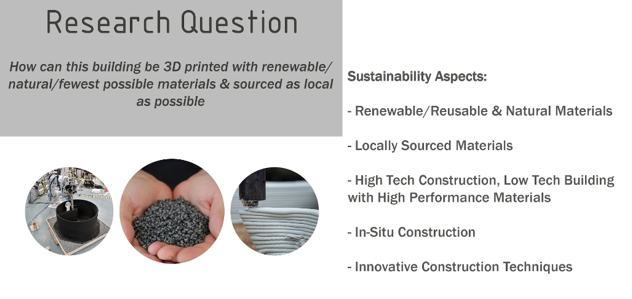 Research Question
How can this building be 3D printed with renewable/
natural/fewest possible materials & sourced as local
as possible
Sustainability Aspects:
- Renewable/Reusable & Natural Materials
- Locally Sourced Materials
- High Tech Construction, Low Tech Building
with High Performance Materials
- In-Situ Construction
- Innovative Construction Techniques